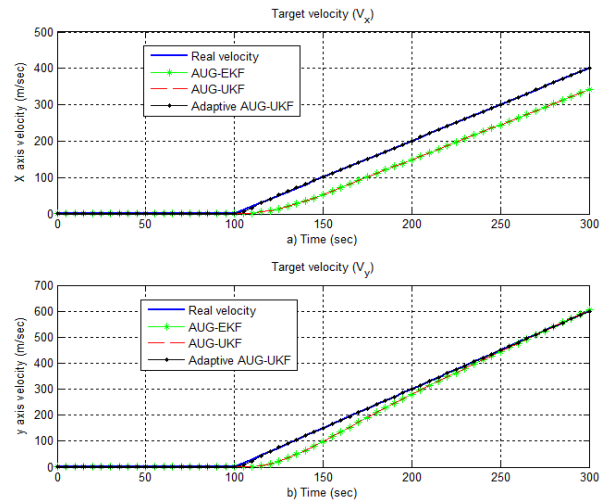 Target velocity (Vx)
500
400
300
200
100
0
X axis velocity (m/sec)
Real velocity
AUG-EKF
AUG-UKF
Adaptive AUG-UKF
0 50 100 150 200 250 300
a) Time (sec)
Target velocity (Vy)
700
600
500
400
300
200
100
0
y axis velocity (m/sec)
Real velocity
AUG-EKF
AUG-UKF
Adaptive AUG-UKF
0 50 100 150 200 250 300
b) Time (sec)